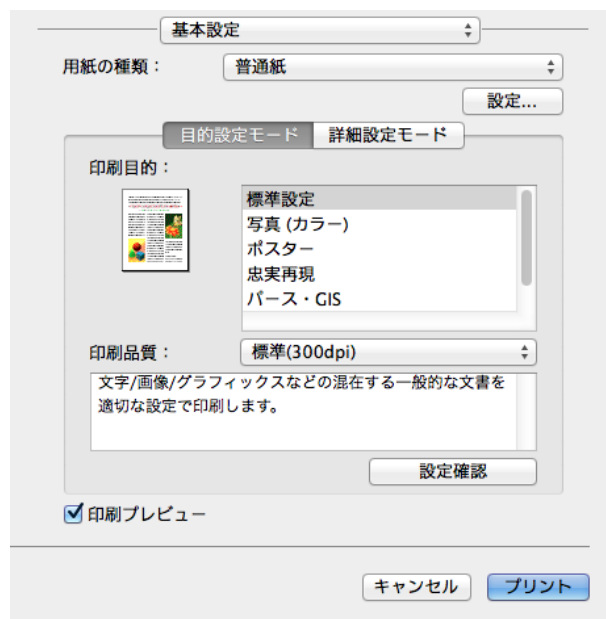 基本設定
用紙の種類： 普通紙
設定...
目的設定モード 詳細設定モード
印刷目的：
標準設定
写真 (カラー)
ポスター
忠実再現
パース・GIS
印刷品質： 標準(300dpi)
文字/画像/グラフィックスなどの混在する一般的な文書を
適切な設定で印刷します。
設定確認
印刷プレビュー
キャンセル プリント